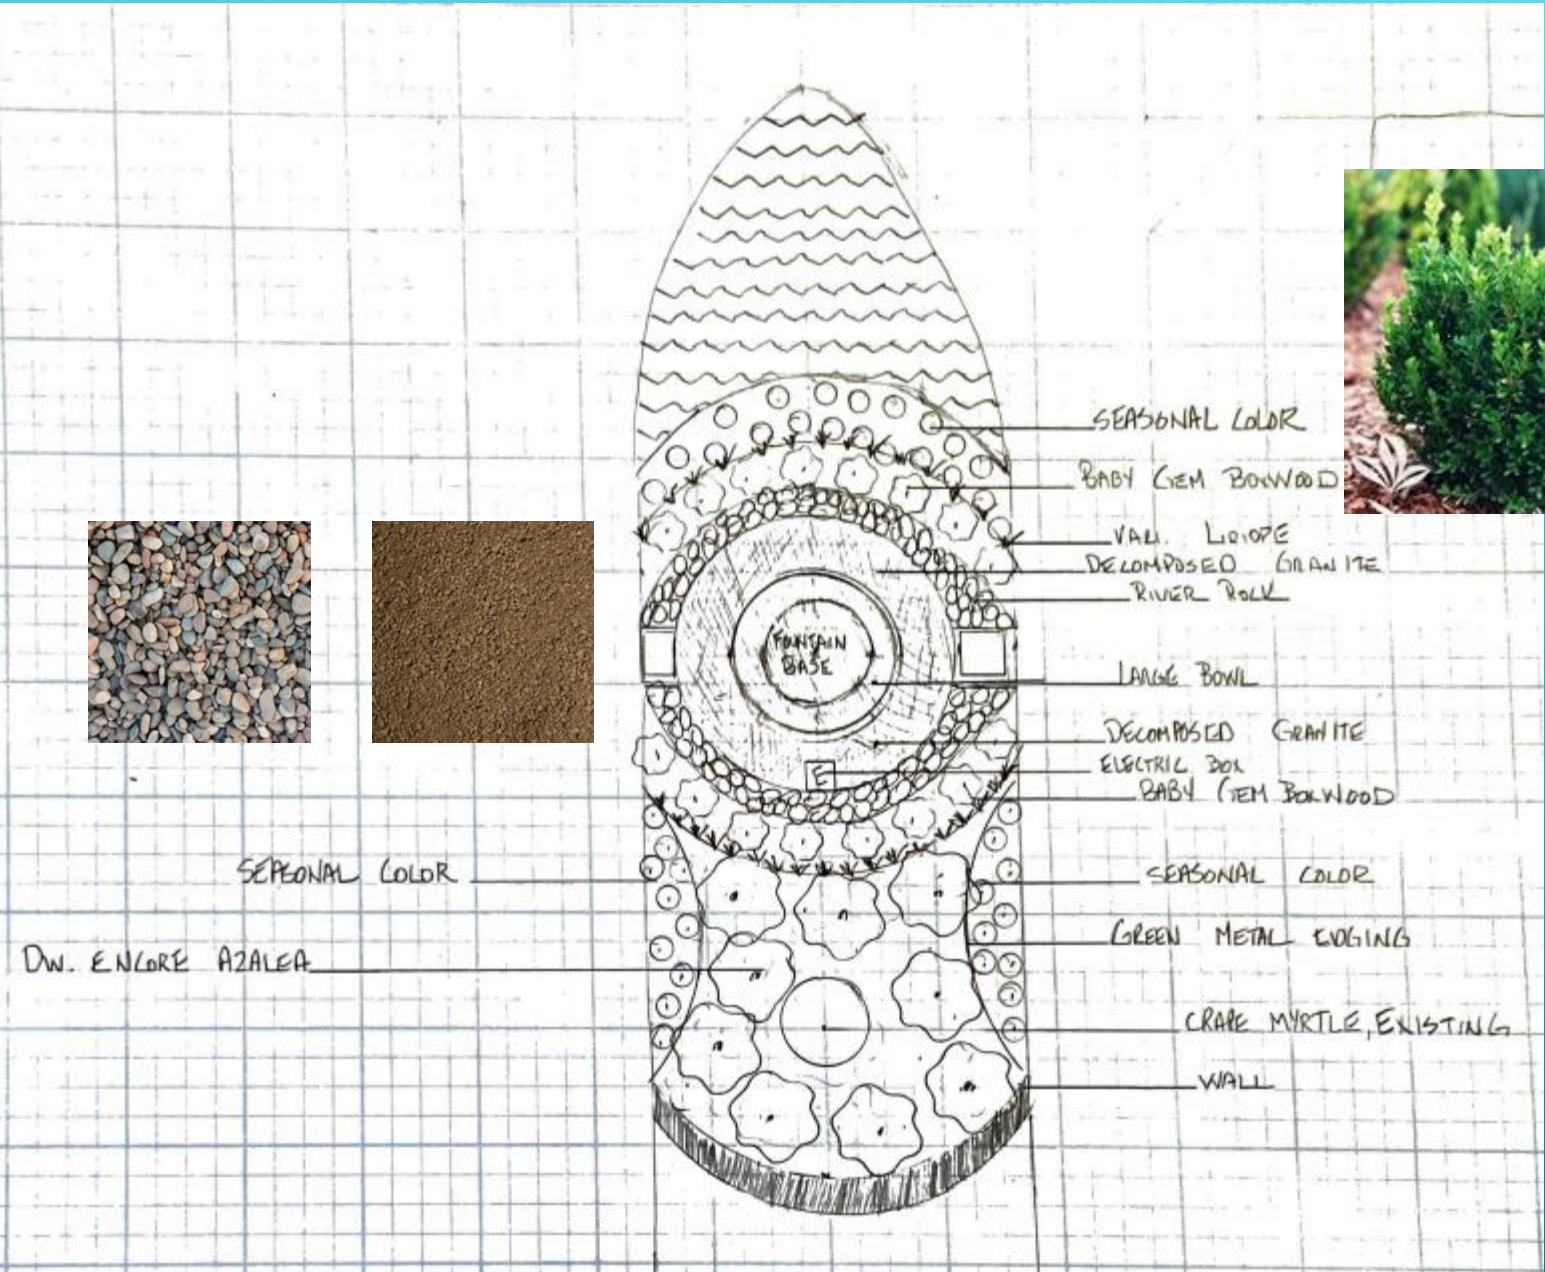 SEASONAL COLOR
BABY GEM BOXWOOD
VARI. LIRIOPE
DECOMPOSED GRANITE
RIVER ROCK
FOUNTAIN
BASE
LARGE BOWL
DECOMPOSED GRANITE
ELECTRIC BOX
E
BABY GEM BOXWOOD
SEASONAL COLOR
SEASONAL COLOR
GREEN METAL EDGING
DW. ENCORE AZALEA
CRAPE MYRTLE, EXISTING
WALL